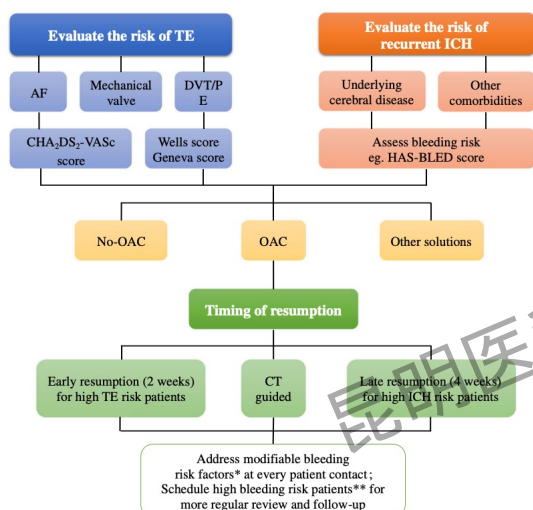 Evaluate the risk of TE
Evaluate the risk of
recurrent ICH
AF
Mechanical
valve
DVT/P
E
Underlying
cerebral disease
Other
comorbidities
CHA₂DS₂-VASc
score
Wells score
Geneva score
Assess bleeding risk
eg. HAS-BLED score
No-OAC
OAC
Other solutions
Timing of resumption
Early resumption (2 weeks)
for high TE risk patients
CT
guided
Late resumption (4 weeks)
for high ICH risk patients
Address modifiable bleeding
risk factors* at every patient contact;
Schedule high bleeding risk patients** for
more regular review and follow-up
昆明医